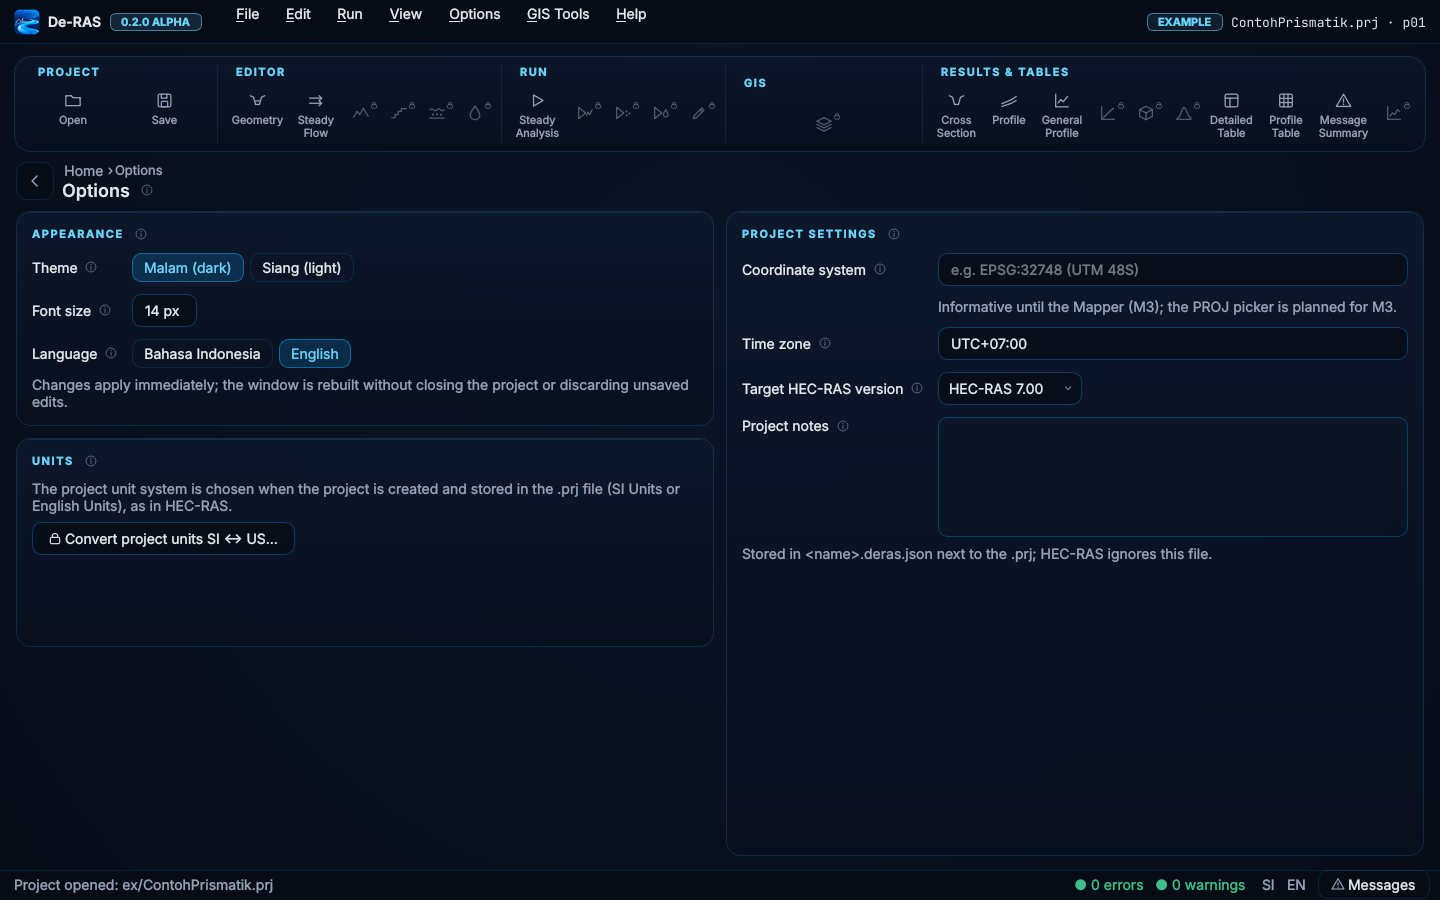 De-RAS 0.2.0 ALPHA File Edit Run View Options GIS Tools Help EXAMPLE ContohPrismatik.prj · p01
PROJECT
Open Save
EDITOR
Geometry Steady Flow
RUN
Steady Analysis
GIS
RESULTS & TABLES
Cross Section Profile General Profile Detailed Table Profile Table Message Summary
Home › Options
Options
APPEARANCE
Theme Malam (dark) Siang (light)
Font size 14 px
Language Bahasa Indonesia English
Changes apply immediately; the window is rebuilt without closing the project or discarding unsaved
edits.
UNITS
The project unit system is chosen when the project is created and stored in the .prj file (SI Units or
English Units), as in HEC-RAS.
Convert project units SI ↔ US...
PROJECT SETTINGS
Coordinate system e.g. EPSG:32748 (UTM 48S)
Informative until the Mapper (M3); the PROJ picker is planned for M3.
Time zone UTC+07:00
Target HEC-RAS version HEC-RAS 7.00
Project notes
Stored in <name>.deras.json next to the .prj; HEC-RAS ignores this file.
Project opened: ex/ContohPrismatik.prj 0 errors 0 warnings SI EN Messages